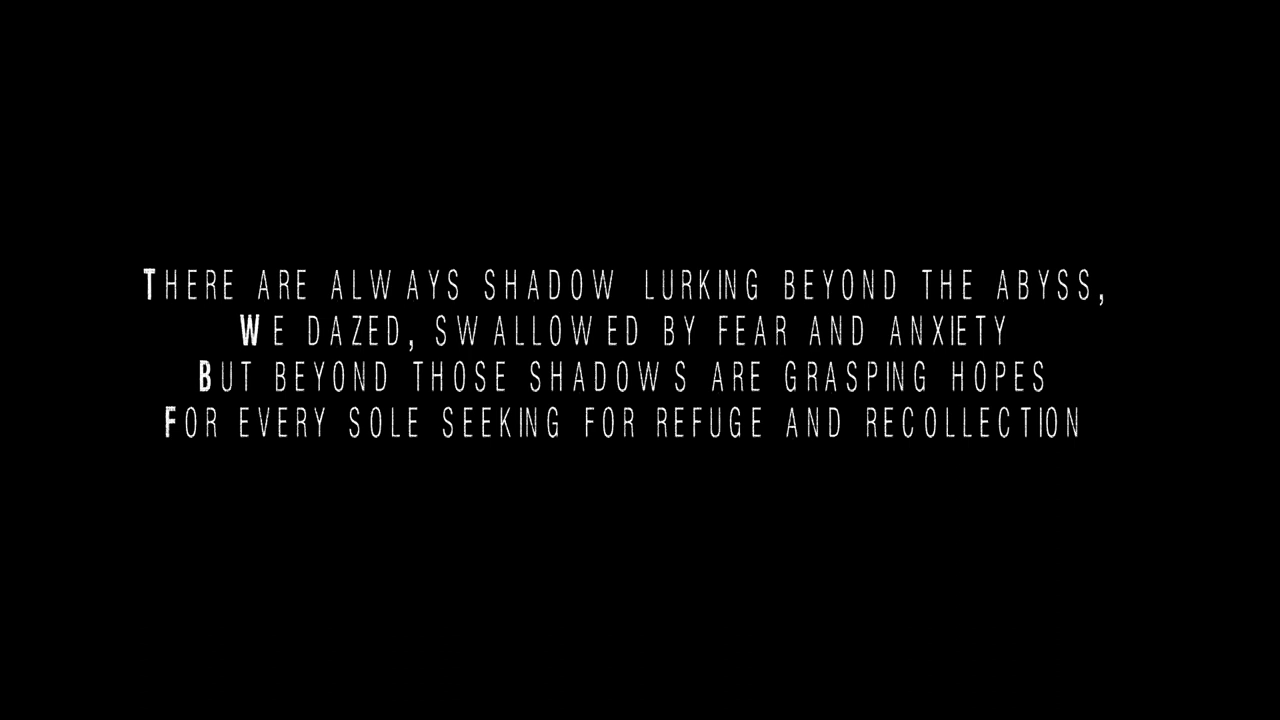 THERE ARE ALWAYS SHADOW LURKING BEYOND THE ABYSS,
WE DAZED, SWALLOWED BY FEAR AND ANXIETY
BUT BEYOND THOSE SHADOWS ARE GRASPING HOPES
FOR EVERY SOLE SEEKING FOR REFUGE AND RECOLLECTION